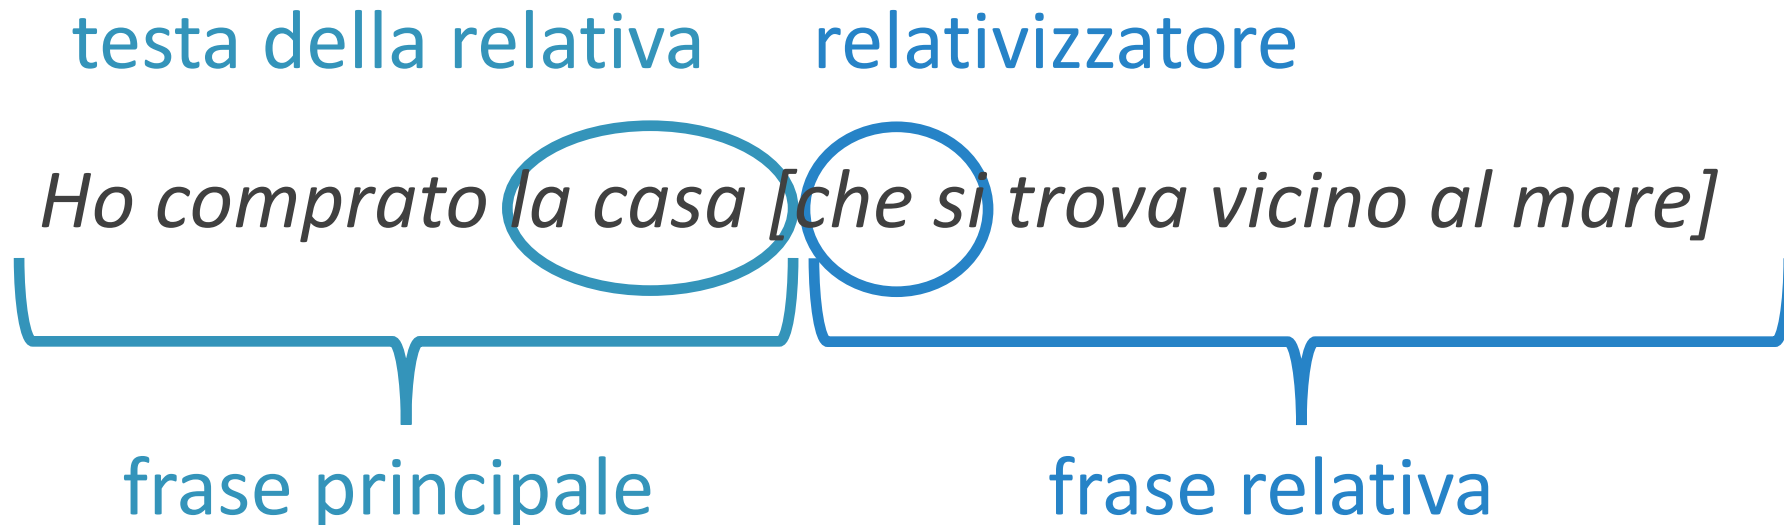 testa della relativa relativizzatore
Ho comprato la casa [che si trova vicino al mare]
frase principale frase relativa